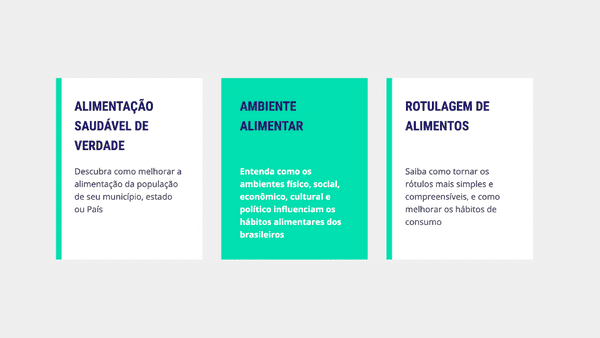 ALIMENTAÇÃO
SAUDÁVEL DE
VERDADE
Descubra como melhorar a
alimentação da população
de seu município, estado
ou País
AMBIENTE
ALIMENTAR
Entenda como os
ambientes físico, social,
econômico, cultural e
político influenciam os
hábitos alimentares dos
brasileiros
ROTULAGEM DE
ALIMENTOS
Saiba como tornar os
rótulos mais simples e
compreensíveis, e como
melhorar os hábitos de
consumo